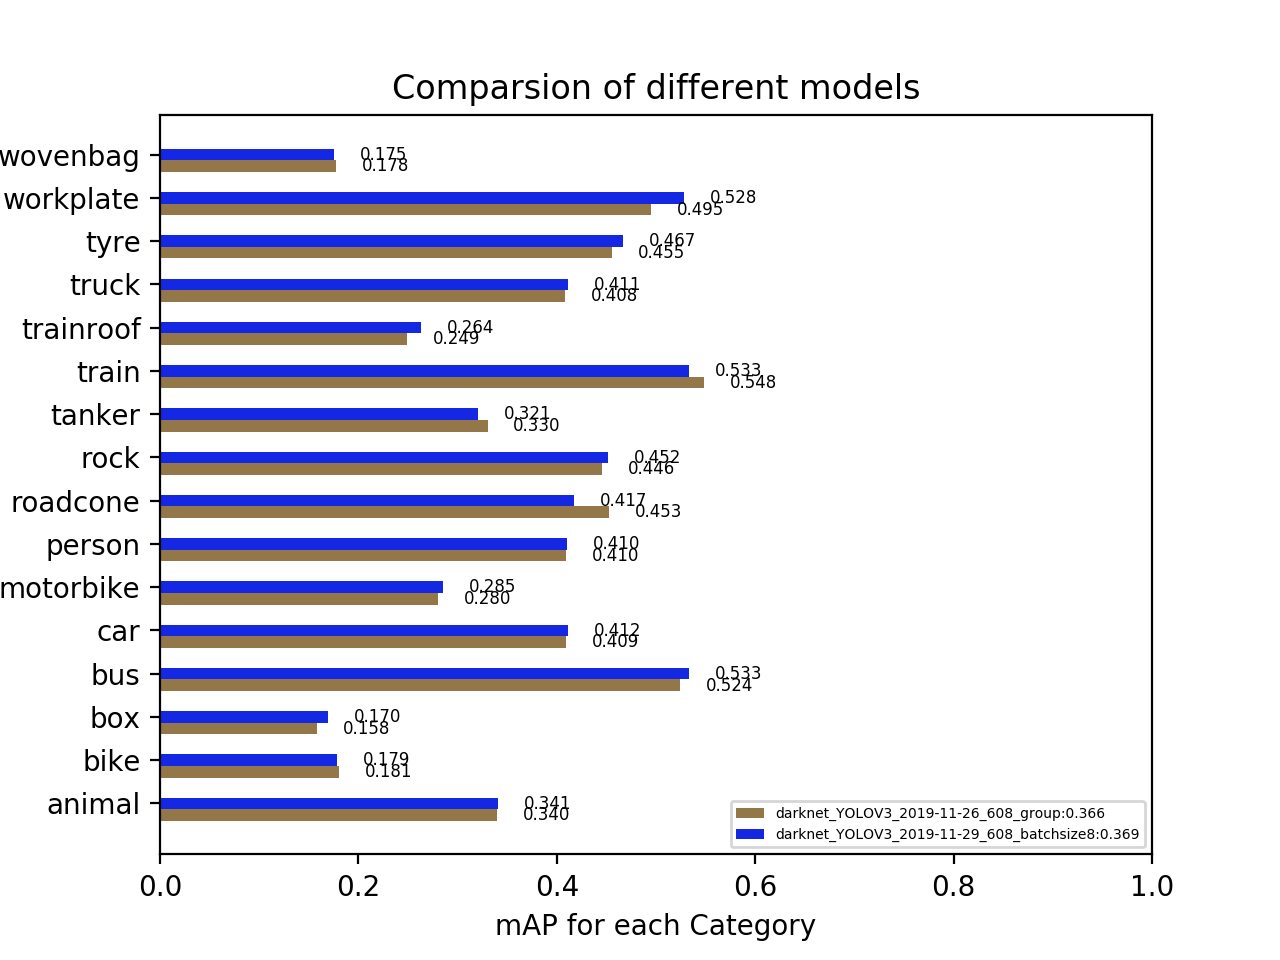 Comparsion of different models
wovenbag
0.175
0.178
workplate
0.528
0.495
tyre
0.467
0.455
truck
0.411
0.408
trainroof
0.264
0.249
train
0.533
0.548
tanker
0.321
0.330
rock
0.452
0.446
roadcone
0.417
0.453
person
0.410
0.410
motorbike
0.285
0.280
car
0.412
0.409
bus
0.533
0.524
box
0.170
0.158
bike
0.179
0.181
animal
0.341
0.340
darknet_YOLOV3_2019-11-26_608_group:0.366
darknet_YOLOV3_2019-11-29_608_batchsize8:0.369
0.0 0.2 0.4 0.6 0.8 1.0
mAP for each Category